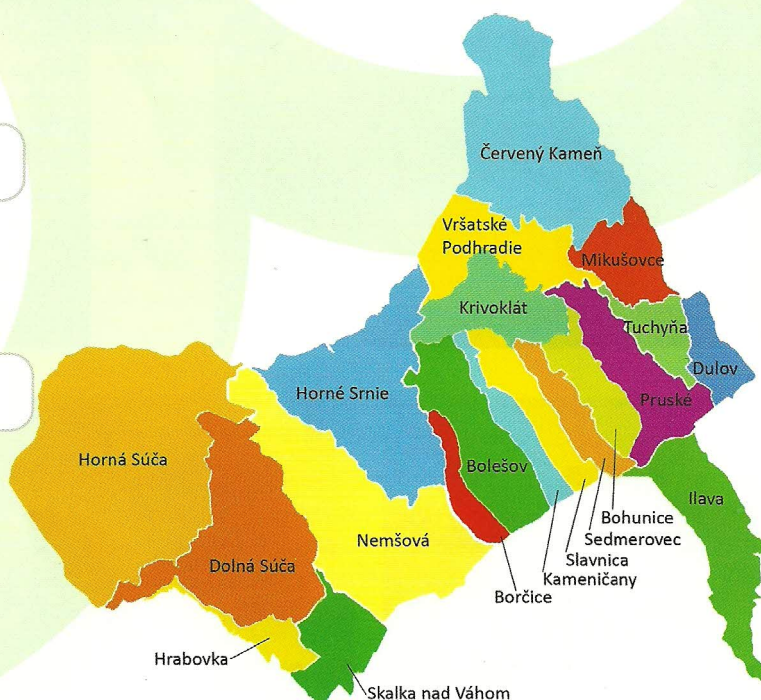 Červený Kameň
Vršatské
Podhradie
Mikušovce
Krivoklát
Tuchyňa
Dulov
Horné Srnie
Pruské
Horná Súča
Bolešov
Ilava
Bohunice
Nemšová
Sedmerovec
Slavnica
Dolná Súča
Kameničany
Borčice
Hrabovka
Skalka nad Váhom